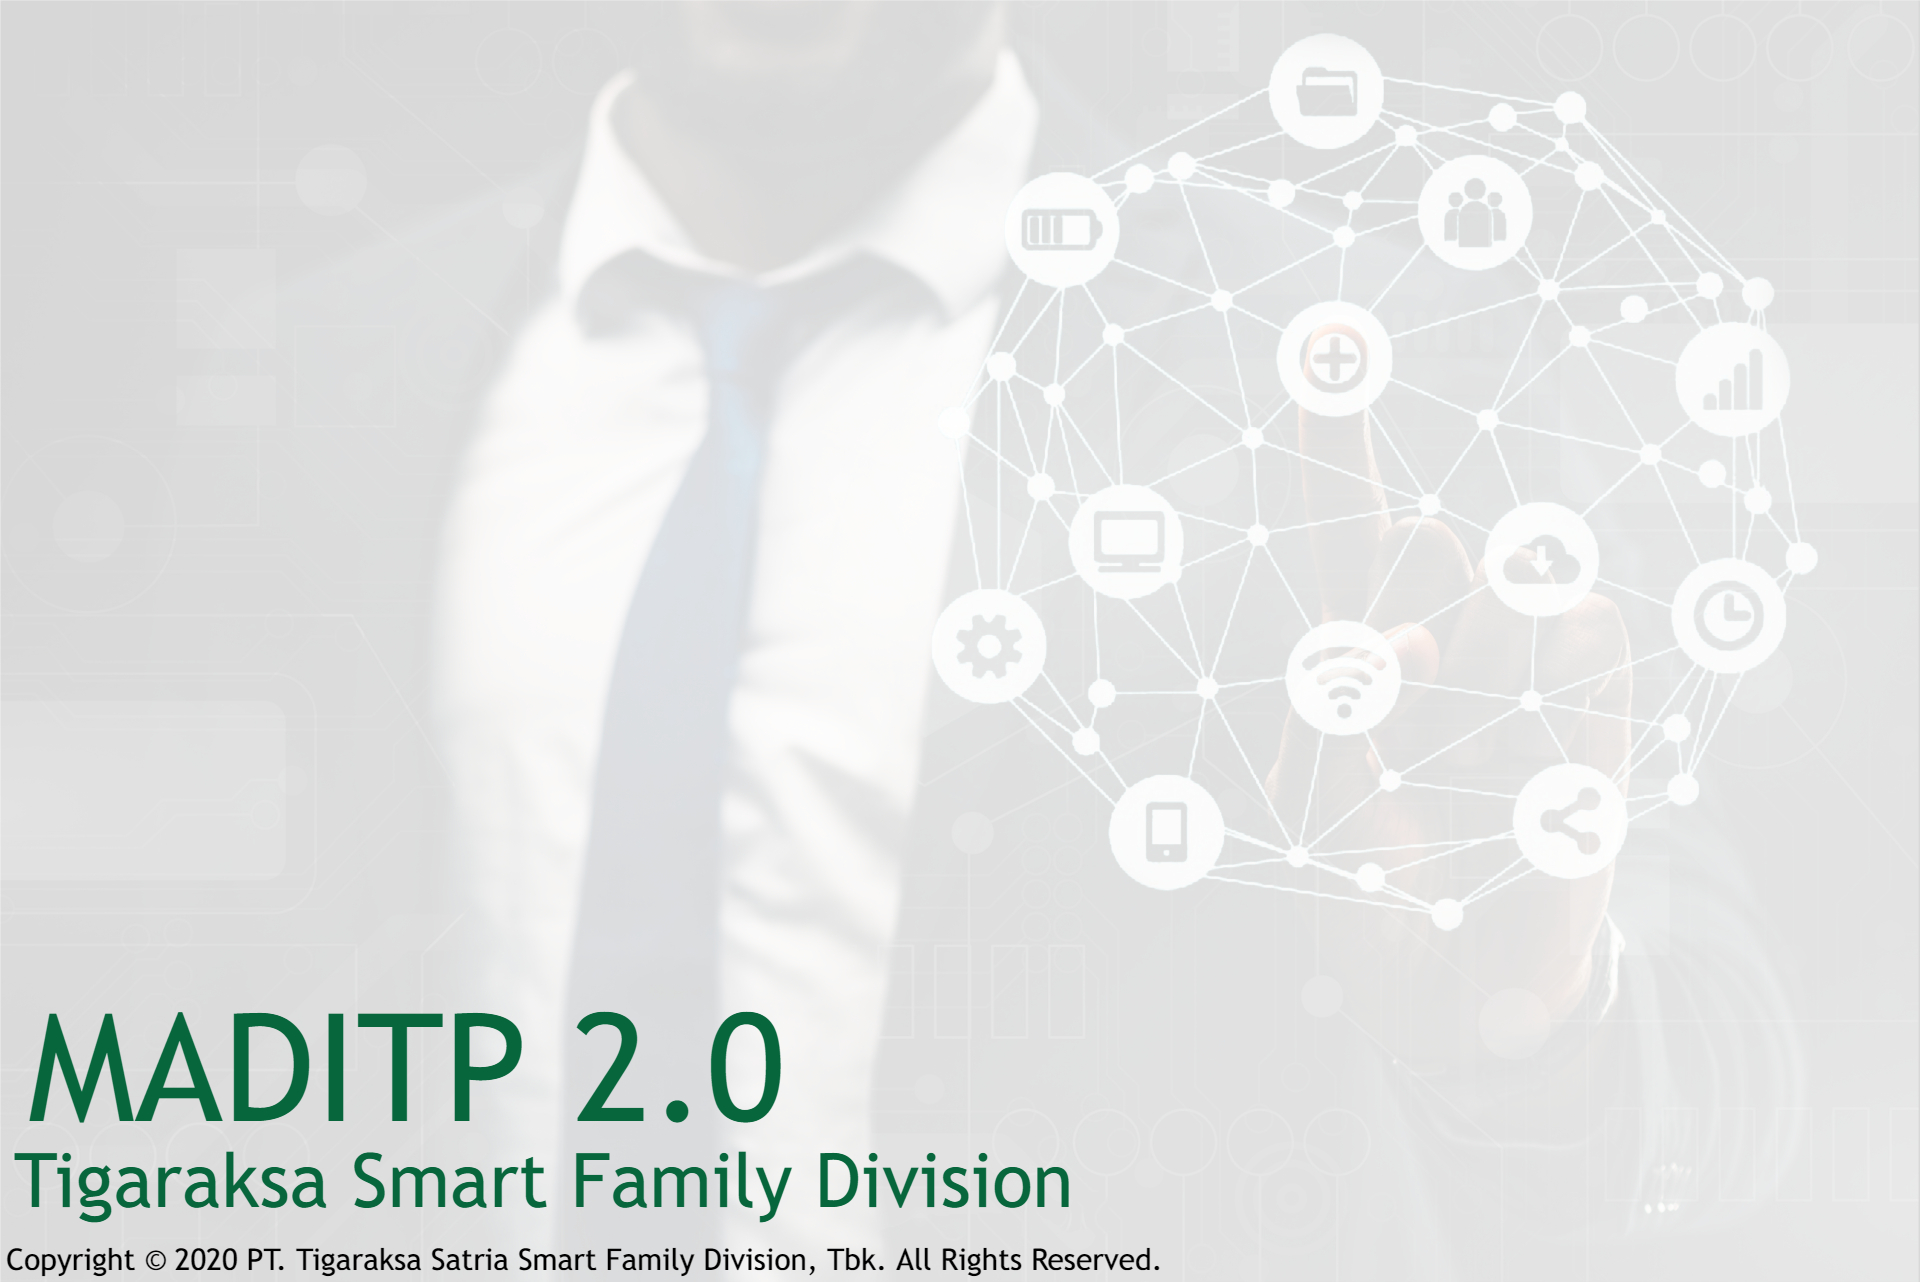 MADITP 2.0
Tigaraksa Smart Family Division
Copyright © 2020 PT. Tigaraksa Satria Smart Family Division, Tbk. All Rights Reserved.